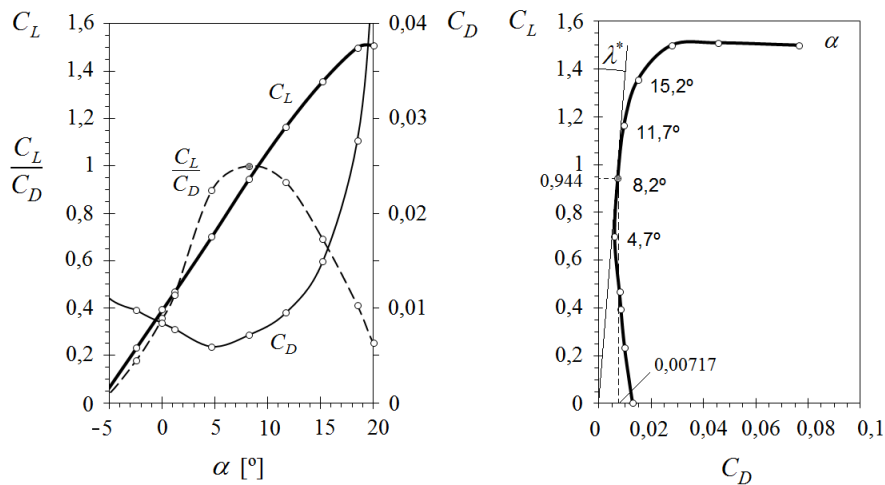 C_L
1,6
1,4
1,2
1
0,8
0,6
0,4
0,2
0
C_L
C_D
−5
0
5
10
15
20
α [º]
0,04
0,03
0,02
0,01
0
C_D
C_L
C_L
C_D
C_D
C_L
1,6
1,4
1,2
1
0,944
0,8
0,6
0,4
0,2
0
λ*
α
15,2º
11,7º
8,2º
4,7º
0,00717
0
0,02
0,04
0,06
0,08
0,1
C_D